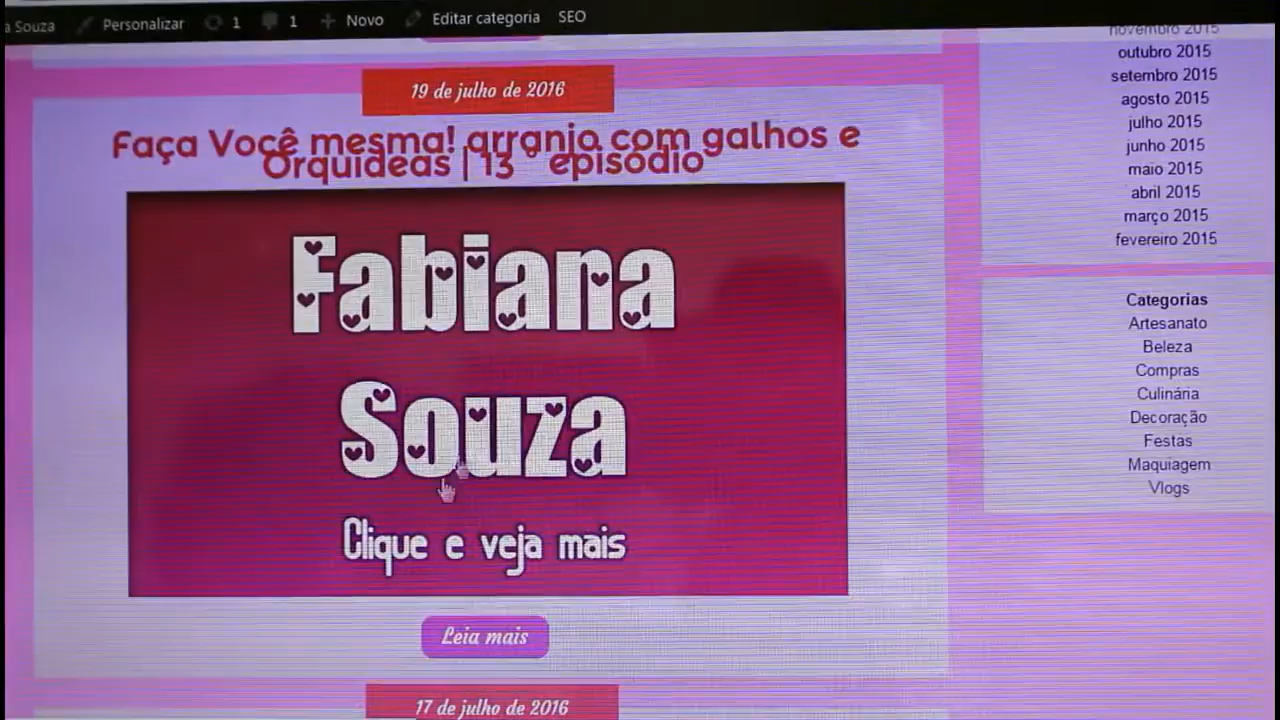 a Souza Personalizar 1 1 Novo Editar categoria SEO
19 de julho de 2016
Faça Você mesma! arranjo com galhos e
Orquideas | 13 ° episódio
Fabiana
Souza
Clique e veja mais
Leia mais
17 de julho de 2016
novembro 2015
outubro 2015
setembro 2015
agosto 2015
julho 2015
junho 2015
maio 2015
abril 2015
março 2015
fevereiro 2015
Categorias
Artesanato
Beleza
Compras
Culinária
Decoração
Festas
Maquiagem
Vlogs